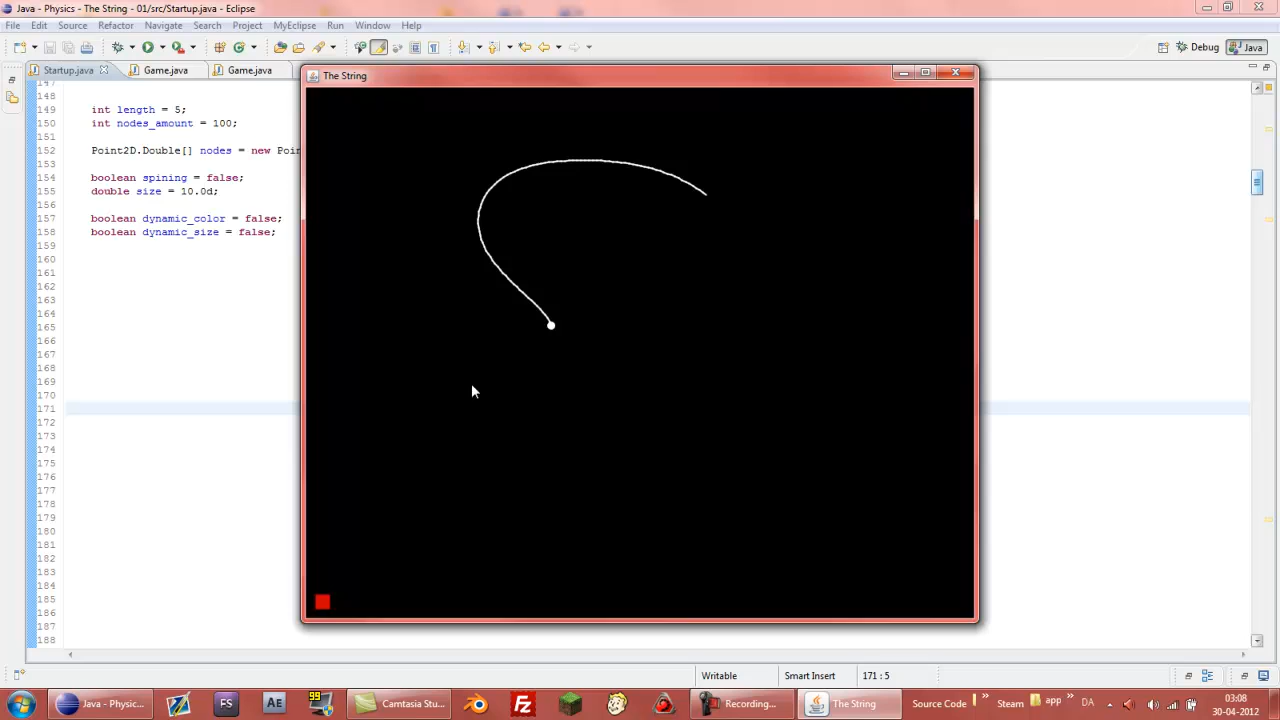 Java - Physics - The String - 01/src/Startup.java - Eclipse
File Edit Source Refactor Navigate Search Project MyEclipse Run Window Help
Debug Java
Startup.java Game.java Game.java
The String
147
148
149 int length = 5;
150 int nodes_amount = 100;
151
152 Point2D.Double[] nodes = new Poin
153
154 boolean spining = false;
155 double size = 10.0d;
156
157 boolean dynamic_color = false;
158 boolean dynamic_size = false;
159
160
161
162
163
164
165
166
167
168
169
170
171
172
173
174
175
176
177
178
179
180
181
182
183
184
185
186
187
188
Writable Smart Insert 171 : 5
Java - Physic... FS AE 99 Camtasia Stu... Fz Recording... The String Source Code » Steam app » DA 03:08
30-04-2012